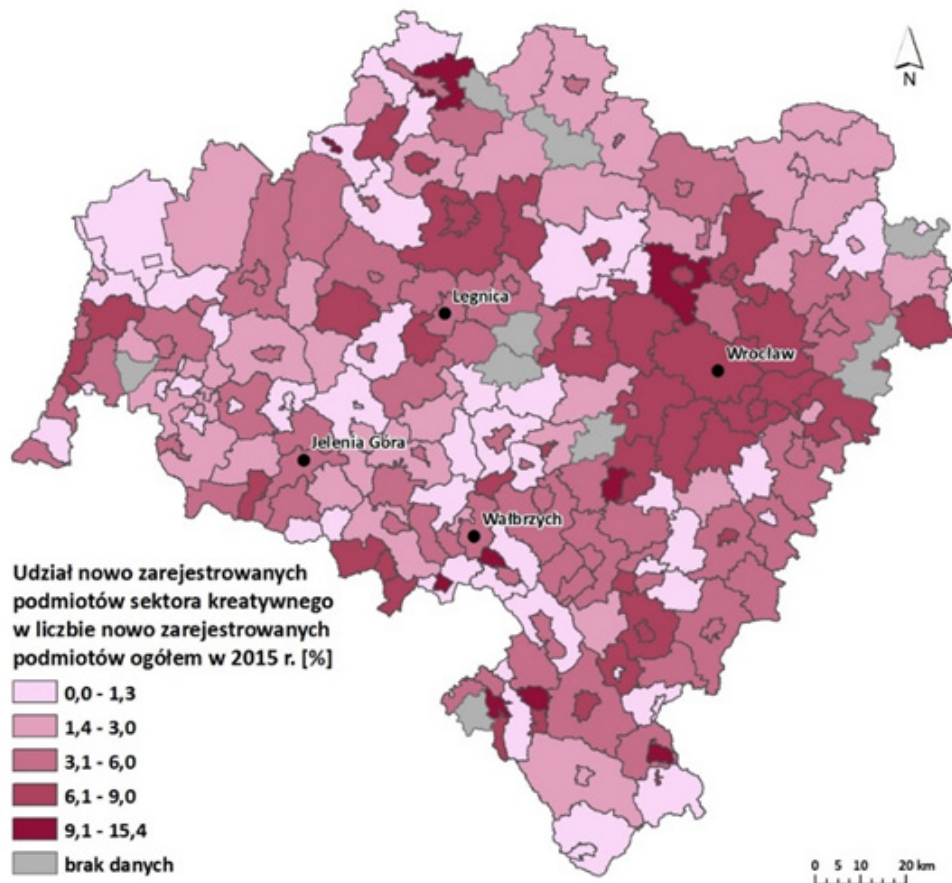 N
Legnica
Wrocław
Jelenia Góra
Wałbrzych
Udział nowo zarejestrowanych
podmiotów sektora kreatywnego
w liczbie nowo zarejestrowanych
podmiotów ogółem w 2015 r. [%]
0,0 - 1,3
1,4 - 3,0
3,1 - 6,0
6,1 - 9,0
9,1 - 15,4
brak danych
0 5 10 20 km